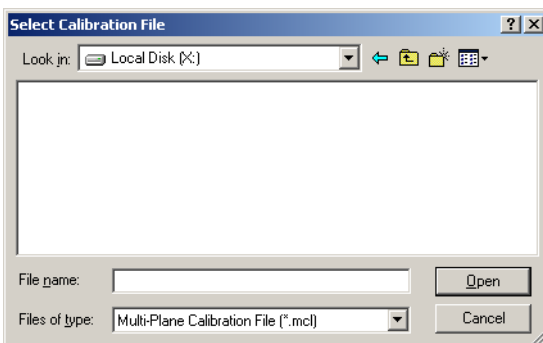 Select Calibration File
Look in: Local Disk (X:)
File name:
Open
Files of type: Multi-Plane Calibration File (*.mcl)
Cancel